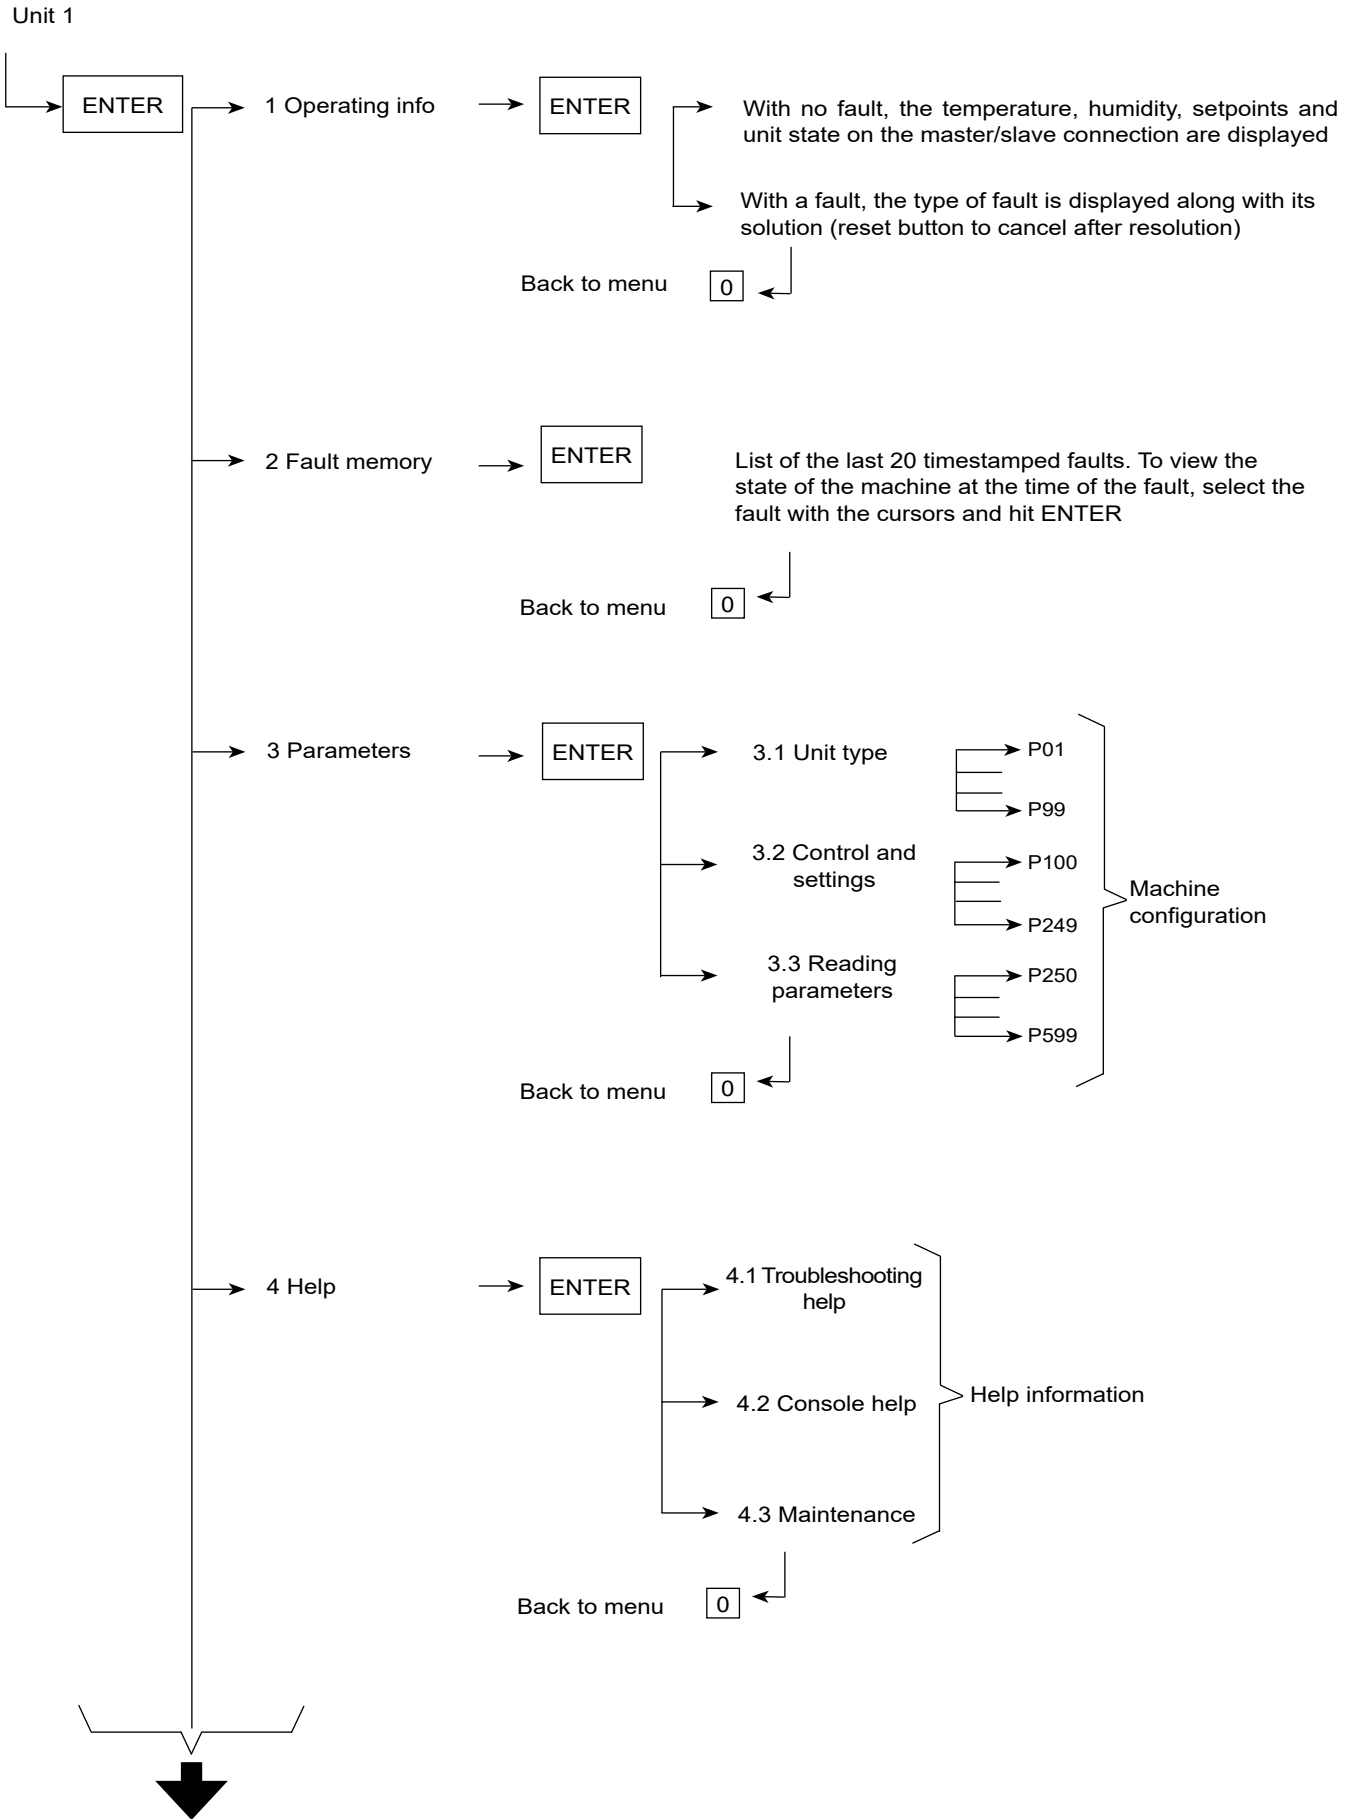 Unit 1
ENTER
1 Operating info
ENTER
With no fault, the temperature, humidity, setpoints and
unit state on the master/slave connection are displayed
With a fault, the type of fault is displayed along with its
solution (reset button to cancel after resolution)
Back to menu
0
2 Fault memory
ENTER
List of the last 20 timestamped faults. To view the
state of the machine at the time of the fault, select the
fault with the cursors and hit ENTER
Back to menu
0
3 Parameters
ENTER
3.1 Unit type
P01
P99
3.2 Control and
settings
P100
P249
3.3 Reading
parameters
P250
P599
Machine
configuration
Back to menu
0
4 Help
ENTER
4.1 Troubleshooting
help
4.2 Console help
4.3 Maintenance
Help information
Back to menu
0